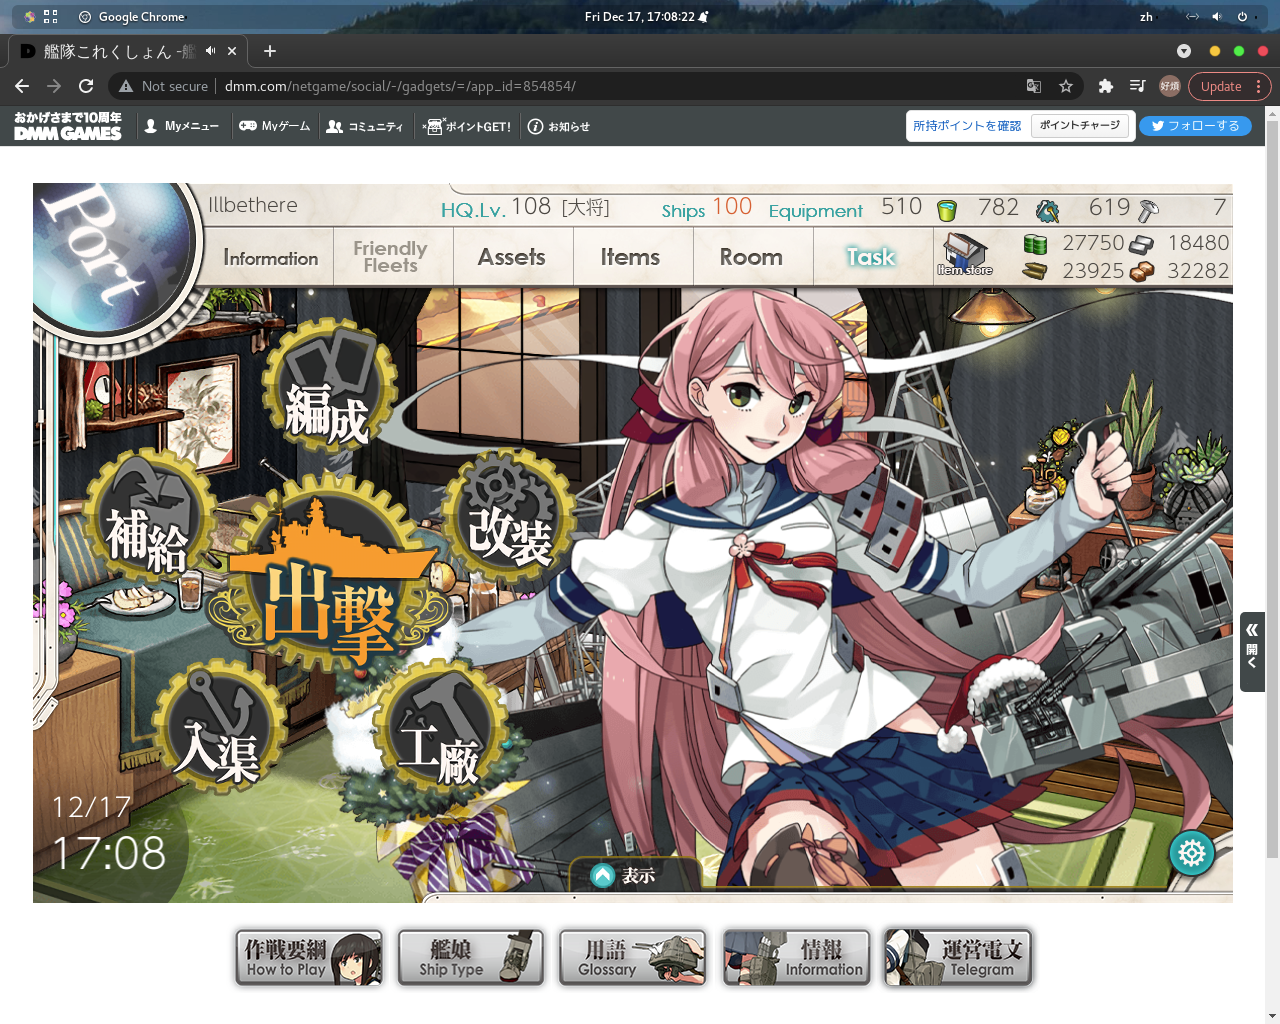 Google Chrome
Fri Dec 17, 17:08:22
zh
艦隊これくしょん -艦
Not secure
dmm.com/netgame/social/-/gadgets/=/app_id=854854/
好煩
Update
おかげさまで10周年
DMM GAMES
Myメニュー
Myゲーム
コミュニティ
ポイントGET!
お知らせ
所持ポイントを確認
ポイントチャージ
フォローする
Port
Illbethere
HQ.Lv. 108 [大将]
Ships 100
Equipment 510
782
619
7
Information
Friendly Fleets
Assets
Items
Room
Task
Item store
27750
18480
23925
32282
編成
補給
改装
出撃
入渠
工廠
開
12/17
17:08
表示
作戦要綱
How to Play
艦娘
Ship Type
用語
Glossary
情報
Information
運営電文
Telegram